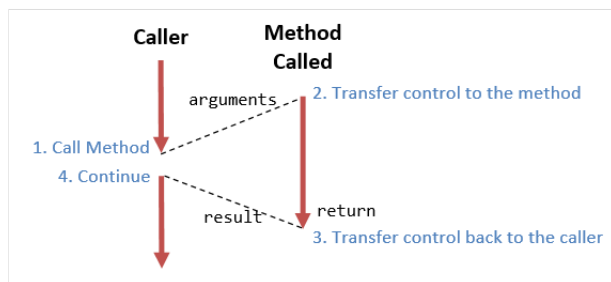 Caller
Method
Called
arguments
2. Transfer control to the method
1. Call Method
4. Continue
result
return
3. Transfer control back to the caller